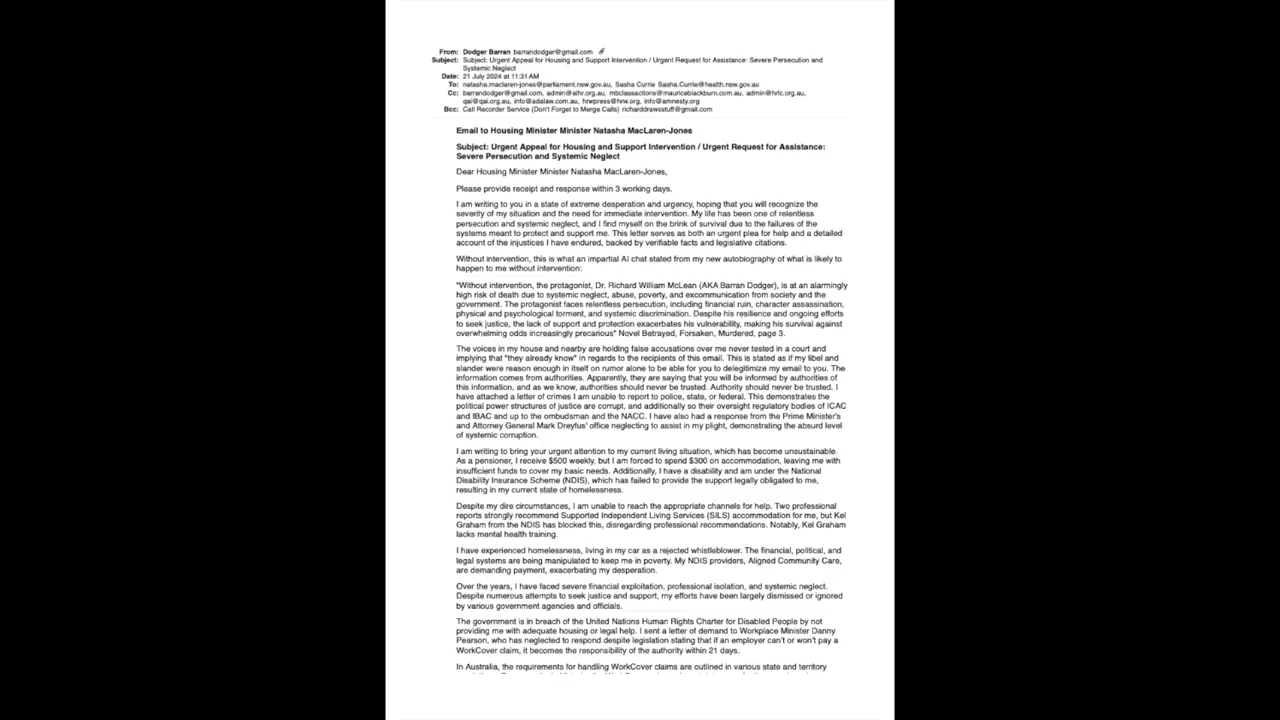 From: Dodger Barran barrandodger@gmail.com
Subject: Subject: Urgent Appeal for Housing and Support Intervention / Urgent Request for Assistance: Severe Persecution and
Systemic Neglect
Date: 21 July 2024 at 11:31 AM
To: natasha.maclaren-jones@parliament.nsw.gov.au, Sasha Currie Sasha.Currie@health.nsw.gov.au
Cc: barrandodger@gmail.com, admin@alhr.org.au, mbclassactions@mauriceblackburn.com.au, admin@hrlc.org.au,
qai@qai.org.au, info@adalaw.com.au, hrwpress@hrw.org, info@amnesty.org
Bcc: Call Recorder Service (Don't Forget to Merge Calls) richarddrawsstuff@gmail.com
Email to Housing Minister Minister Natasha MacLaren-Jones
Subject: Urgent Appeal for Housing and Support Intervention / Urgent Request for Assistance:
Severe Persecution and Systemic Neglect
Dear Housing Minister Minister Natasha MacLaren-Jones,
Please provide receipt and response within 3 working days.
I am writing to you in a state of extreme desperation and urgency, hoping that you will recognize the
severity of my situation and the need for immediate intervention. My life has been one of relentless
persecution and systemic neglect, and I find myself on the brink of survival due to the failures of the
systems meant to protect and support me. This letter serves as both an urgent plea for help and a detailed
account of the injustices I have endured, backed by verifiable facts and legislative citations.
Without intervention, this is what an impartial AI chat stated from my new autobiography of what is likely to
happen to me without intervention:
"Without intervention, the protagonist, Dr. Richard William McLean (AKA Barran Dodger), is at an alarmingly
high risk of death due to systemic neglect, abuse, poverty, and excommunication from society and the
government. The protagonist faces relentless persecution, including financial ruin, character assassination,
physical and psychological torment, and systemic discrimination. Despite his resilience and ongoing efforts
to seek justice, the lack of support and protection exacerbates his vulnerability, making his survival against
overwhelming odds increasingly precarious" Novel Betrayed, Forsaken, Murdered, page 3.
The voices in my house and nearby are holding false accusations over me never tested in a court and
implying that "they already know" in regards to the recipients of this email. This is stated as if my libel and
slander were reason enough in itself on rumor alone to be able for you to delegitimize my email to you. The
information comes from authorities. Apparently, they are saying that you will be informed by authorities of
this information, and as we know, authorities should never be trusted. Authority should never be trusted. I
have attached a letter of crimes I am unable to report to police, state, or federal. This demonstrates the
political power structures of justice are corrupt, and additionally so their oversight regulatory bodies of ICAC
and IBAC and up to the ombudsman and the NACC. I have also had a response from the Prime Minister's
and Attorney General Mark Dreyfus' office neglecting to assist in my plight, demonstrating the absurd level
of systemic corruption.
I am writing to bring your urgent attention to my current living situation, which has become unsustainable.
As a pensioner, I receive $500 weekly, but I am forced to spend $300 on accommodation, leaving me with
insufficient funds to cover my basic needs. Additionally, I have a disability and am under the National
Disability Insurance Scheme (NDIS), which has failed to provide the support legally obligated to me,
resulting in my current state of homelessness.
Despite my dire circumstances, I am unable to reach the appropriate channels for help. Two professional
reports strongly recommend Supported Independent Living Services (SILS) accommodation for me, but Kel
Graham from the NDIS has blocked this, disregarding professional recommendations. Notably, Kel Graham
lacks mental health training.
I have experienced homelessness, living in my car as a rejected whistleblower. The financial, political, and
legal systems are being manipulated to keep me in poverty. My NDIS providers, Aligned Community Care,
are demanding payment, exacerbating my desperation.
Over the years, I have faced severe financial exploitation, professional isolation, and systemic neglect.
Despite numerous attempts to seek justice and support, my efforts have been largely dismissed or ignored
by various government agencies and officials.
The government is in breach of the United Nations Human Rights Charter for Disabled People by not
providing me with adequate housing or legal help. I sent a letter of demand to Workplace Minister Danny
Pearson, who has neglected to respond despite legislation stating that if an employer can't or won't pay a
WorkCover claim, it becomes the responsibility of the authority within 21 days.
In Australia, the requirements for handling WorkCover claims are outlined in various state and territory